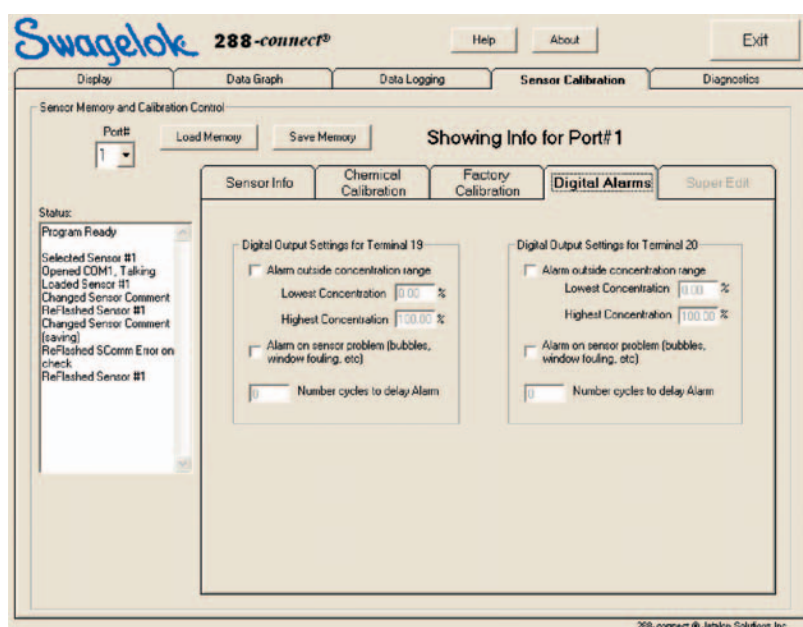 Swagelok 288-connect® Help About Exit
Display Data Graph Data Logging Sensor Calibration Diagnostics
Sensor Memory and Calibration Control
Port#
1
Load Memory Save Memory Showing Info for Port#1
Sensor Info Chemical Calibration Factory Calibration Digital Alarms Super Edit
Status:
Program Ready
Selected Sensor #1
Opened COM1, Talking
Loaded Sensor #1
Changed Sensor Comment
ReFlashed Sensor #1
Changed Sensor Comment
(saving)
ReFlashed SComm Error on
check
ReFlashed Sensor #1
Digital Output Settings for Terminal 19
Alarm outside concentration range
Lowest Concentration 0.00 %
Highest Concentration 100.00 %
Alarm on sensor problem (bubbles,
window fouling, etc)
0 Number cycles to delay Alarm
Digital Output Settings for Terminal 20
Alarm outside concentration range
Lowest Concentration 0.00 %
Highest Concentration 100.00 %
Alarm on sensor problem (bubbles,
window fouling, etc)
0 Number cycles to delay Alarm
288-connect ® Jetalon Solutions Inc